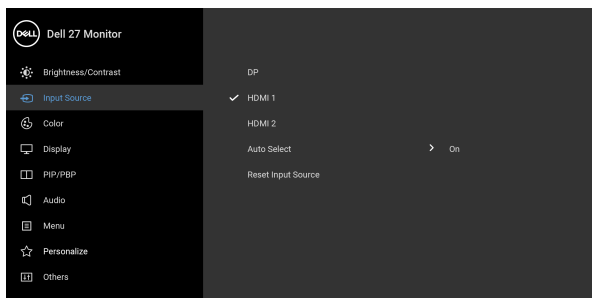 DELL Dell 27 Monitor
Brightness/Contrast
DP
Input Source
HDMI 1
Color
HDMI 2
Display
Auto Select
On
PIP/PBP
Reset Input Source
Audio
Menu
Personalize
Others